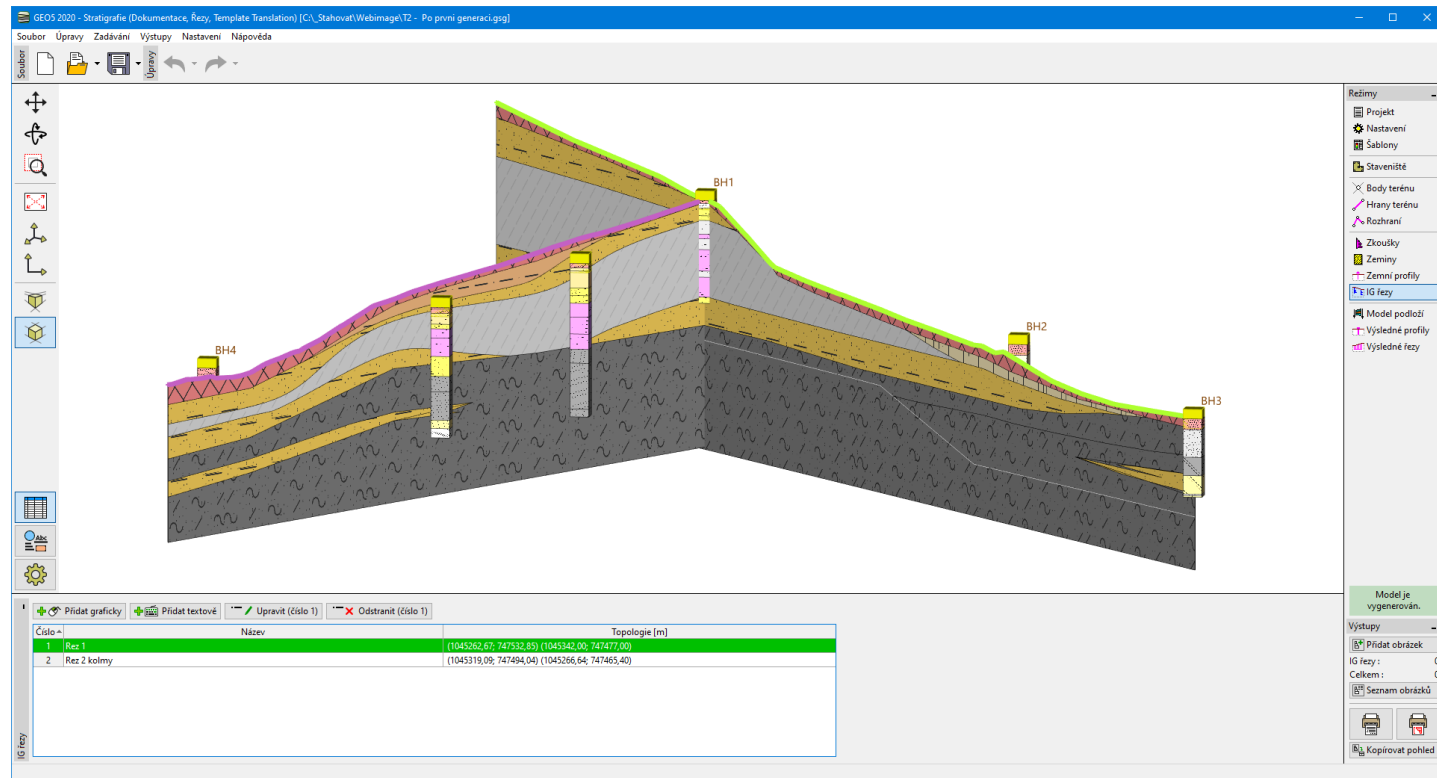 GEO5 2020 - Stratigrafie (Dokumentace, Řezy, Template Translation) [C:\_Stahovat\Webimage\T2 - Po prvni generaci.gsg]
Soubor Úpravy Zadávání Výstupy Nastavení Nápověda
Soubor
Úpravy
Režimy
Projekt
Nastavení
Šablony
Staveniště
Body terénu
Hrany terénu
Rozhraní
Zkoušky
Zeminy
Zemní profily
IG řezy
Model podloží
Výsledné profily
Výsledné řezy
BH1
BH2
BH4
BH3
Abc
Model je
vygenerován.
Přidat graficky Přidat textové Upravit (číslo 1) Odstranit (číslo 1)
Číslo Název Topologie [m]
1 Rez 1 (1045262,67; 747532,85) (1045342,00; 747477,00)
2 Rez 2 kolmy (1045319,09; 747494,04) (1045266,64; 747465,40)
IG řezy
Výstupy
Přidat obrázek
IG řezy :
Celkem :
Seznam obrázků
Kopírovat pohled